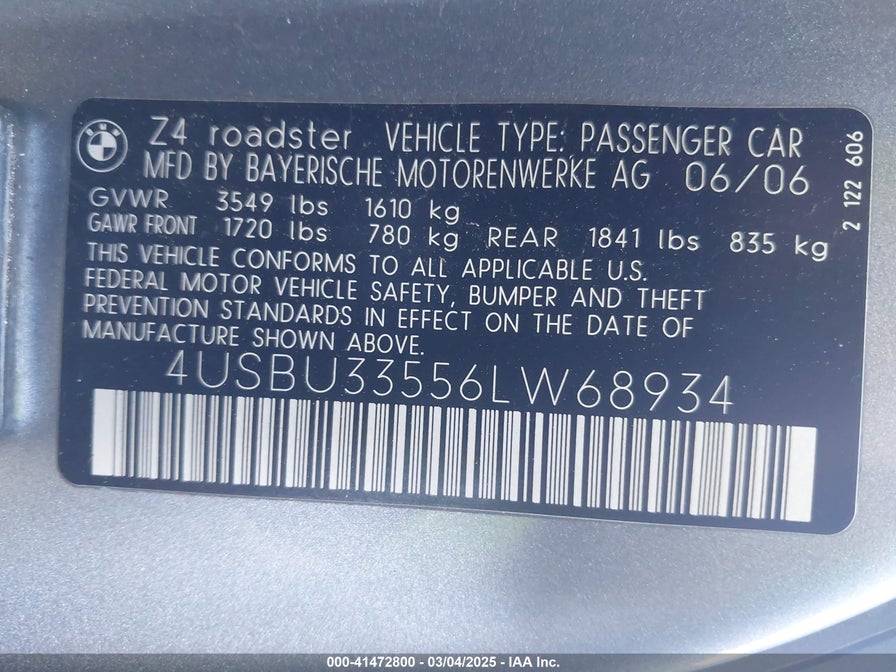 BMW
Z4 roadster VEHICLE TYPE: PASSENGER CAR
MFD BY BAYERISCHE MOTORENWERKE AG 06/06
GVWR 3549 lbs 1610 kg
GAWR FRONT 1720 lbs 780 kg REAR 1841 lbs 835 kg
THIS VEHICLE CONFORMS TO ALL APPLICABLE U.S.
FEDERAL MOTOR VEHICLE SAFETY, BUMPER AND THEFT
PREVENTION STANDARDS IN EFFECT ON THE DATE OF
MANUFACTURE SHOWN ABOVE.
4USBU33556LW68934
2 122 606
000-41472800 - 03/04/2025 - IAA Inc.